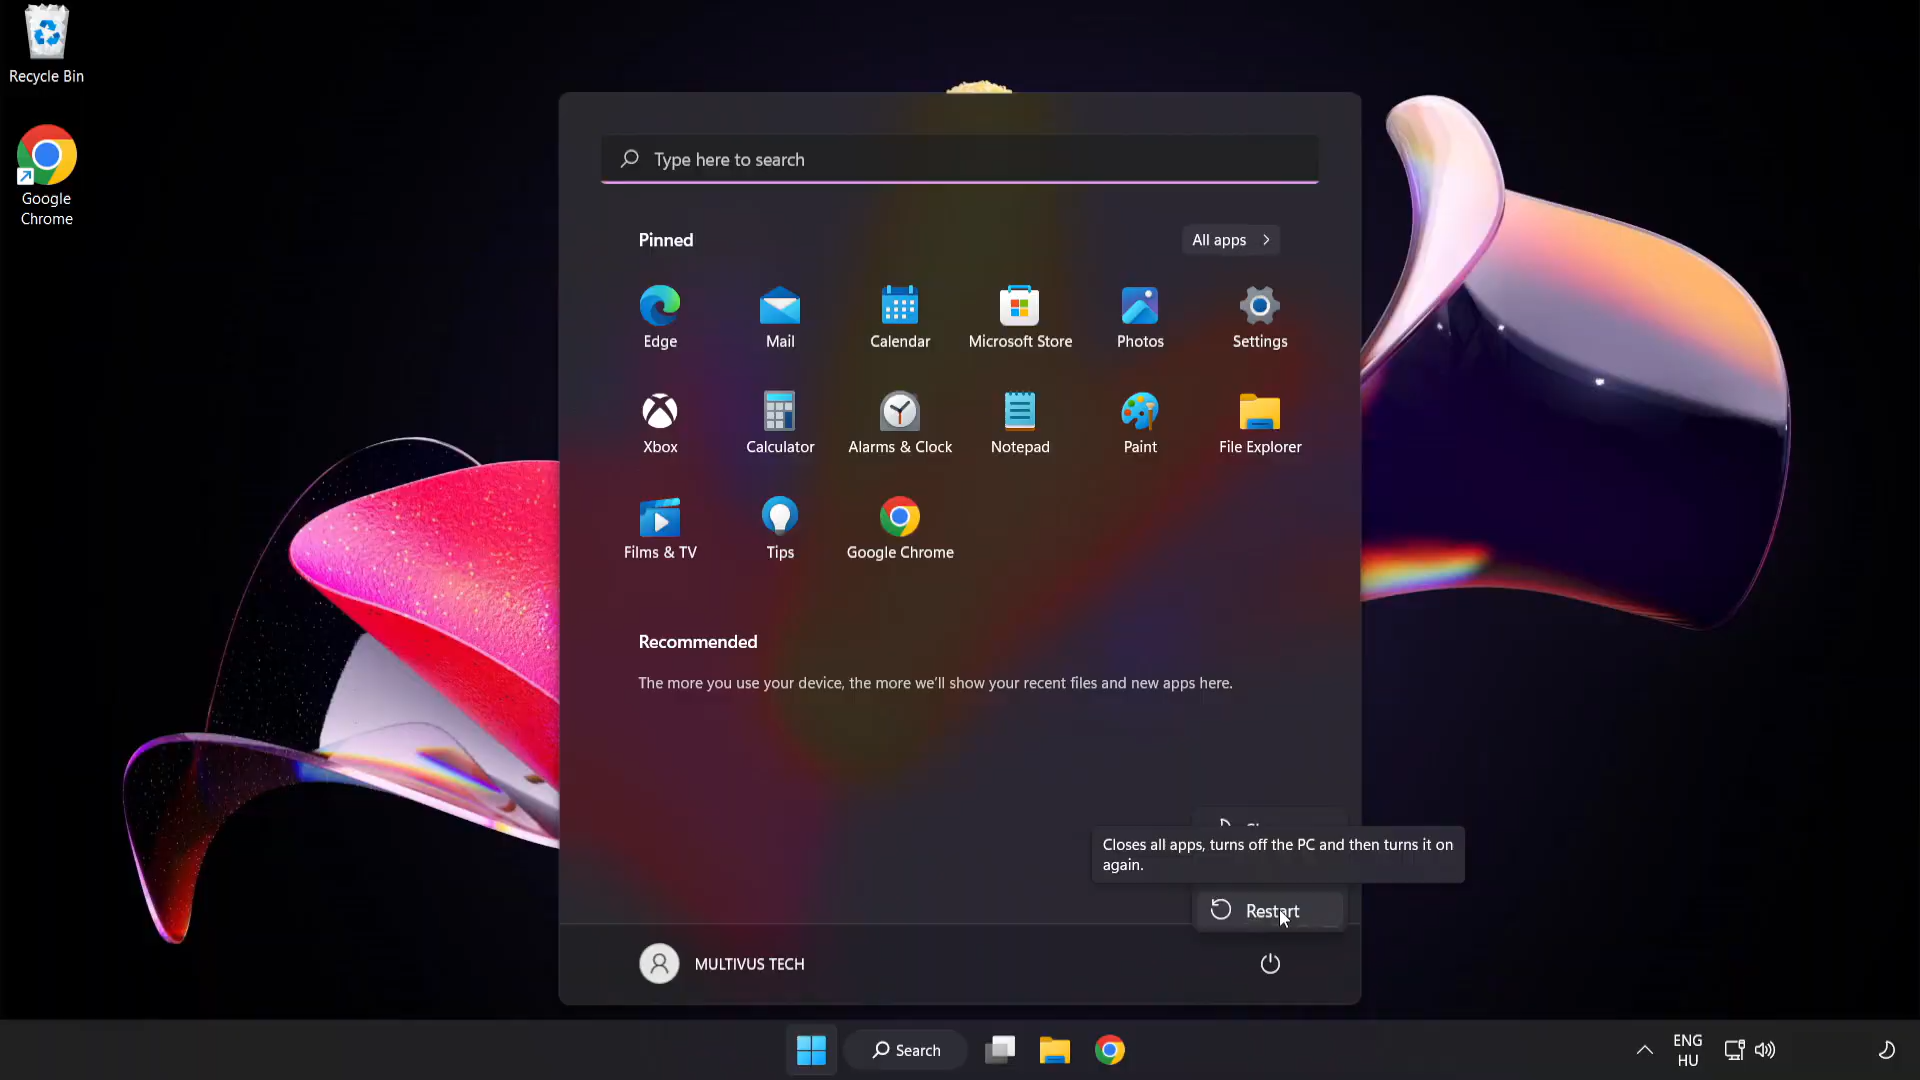 Recycle Bin
Google
Chrome
Type here to search
Pinned
All apps
Edge
Mail
Calendar
Microsoft Store
Photos
Settings
Xbox
Calculator
Alarms & Clock
Notepad
Paint
File Explorer
Films & TV
Tips
Google Chrome
Recommended
The more you use your device, the more we'll show your recent files and new apps here.
Closes all apps, turns off the PC and then turns it on
again.
Restart
MULTIVUS TECH
Search
ENG
HU